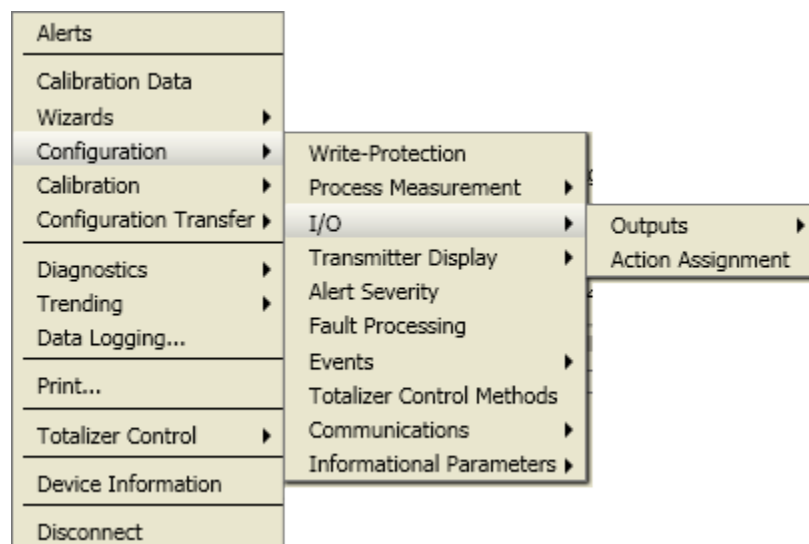 Alerts
Calibration Data
Wizards
Configuration
Calibration
Configuration Transfer
Diagnostics
Trending
Data Logging...
Print...
Totalizer Control
Device Information
Disconnect
Write-Protection
Process Measurement
I/O
Transmitter Display
Alert Severity
Fault Processing
Events
Totalizer Control Methods
Communications
Informational Parameters
Outputs
Action Assignment